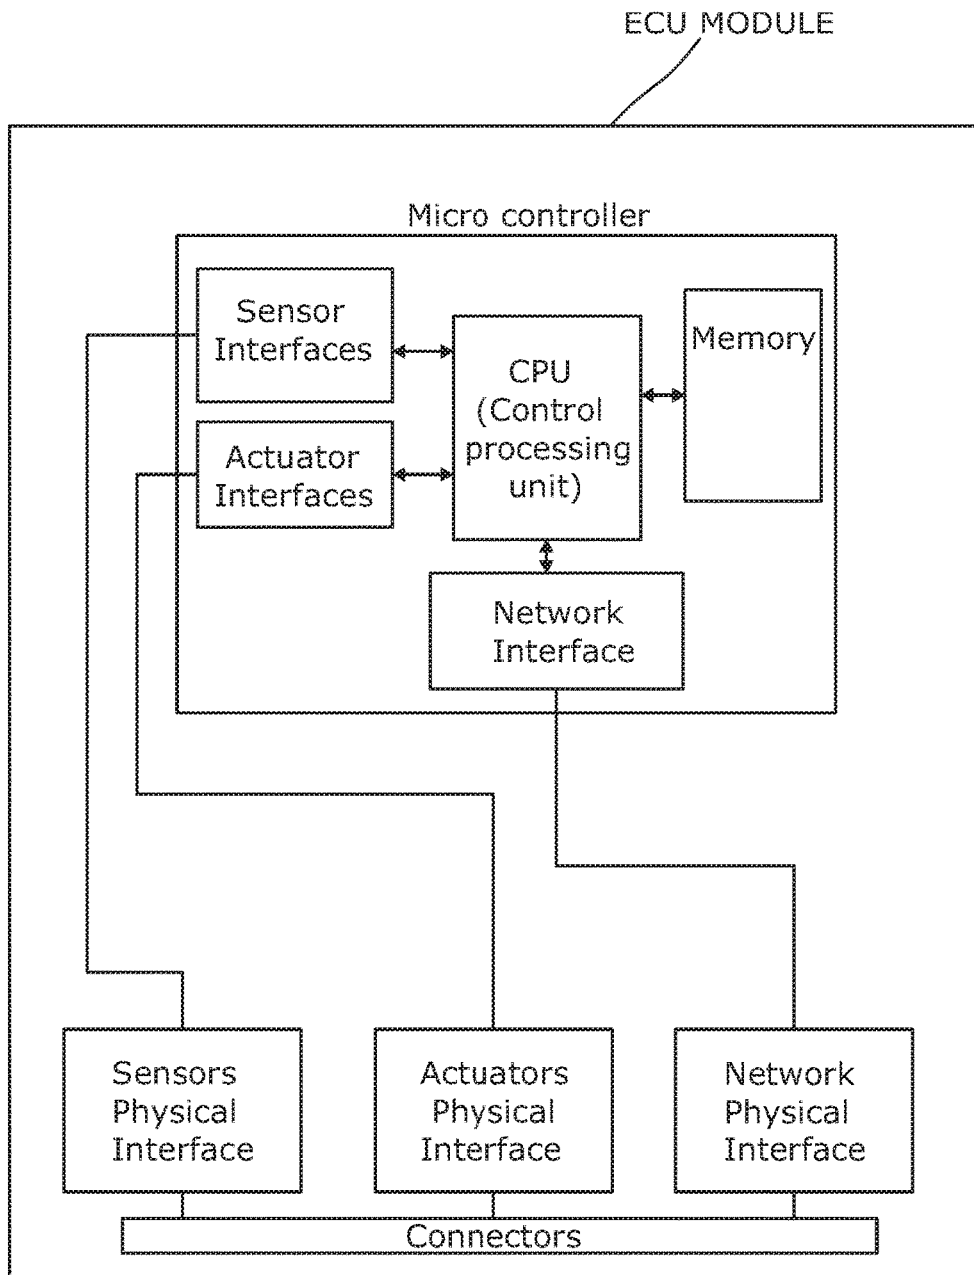 ECU MODULE
Micro controller
Sensor
Interfaces
Actuator
Interfaces
CPU
(Control
processing
unit)
Memory
Network
Interface
Sensors
Physical
Interface
Actuators
Physical
Interface
Network
Physical
Interface
Connectors